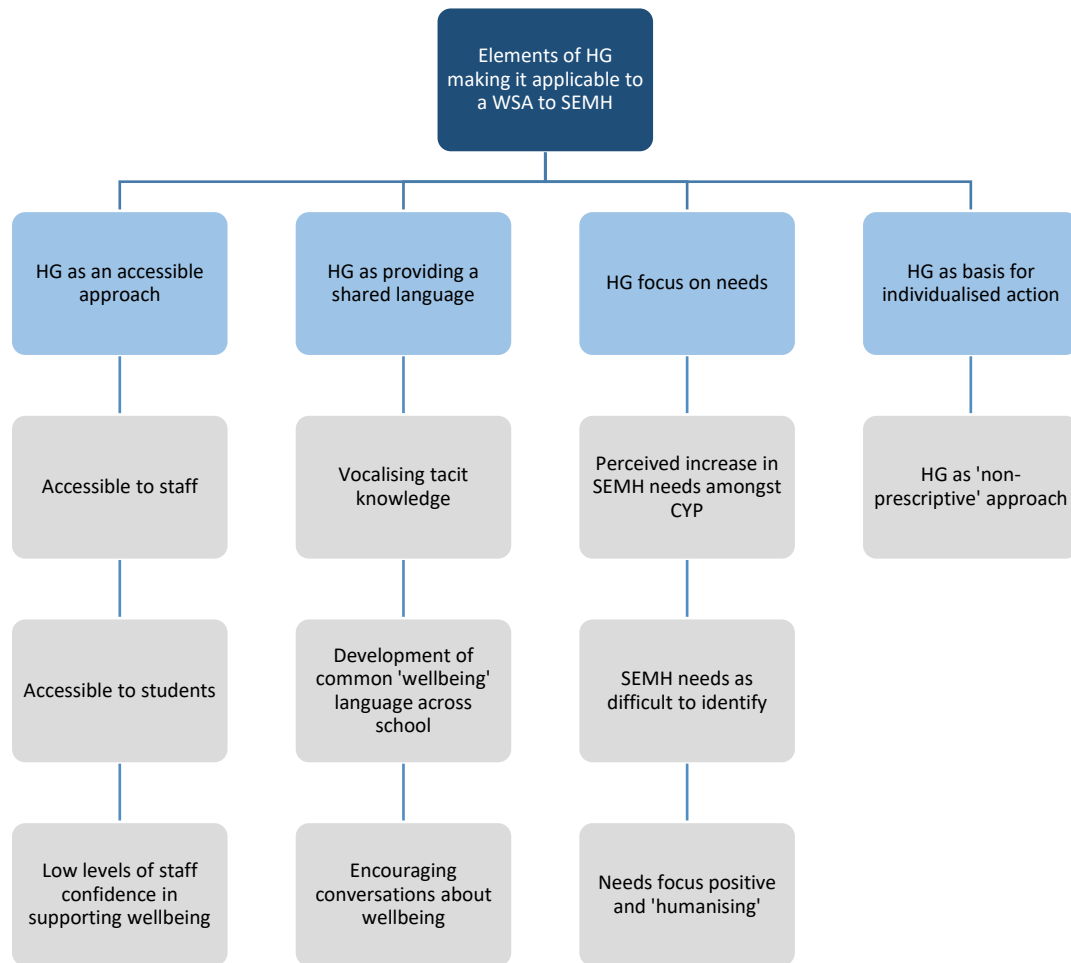 Elements of HG
making it applicable to
a WSA to SEMH
HG as an accessible
approach
HG as providing a
shared language
HG focus on needs
HG as basis for
individualised action
Accessible to staff
Vocalising tacit
knowledge
Perceived increase in
SEMH needs amongst
CYP
HG as 'non-
prescriptive' approach
Accessible to students
Development of
common 'wellbeing'
language across
school
SEMH needs as
difficult to identify
Low levels of staff
confidence in
supporting wellbeing
Encouraging
conversations about
wellbeing
Needs focus positive
and 'humanising'